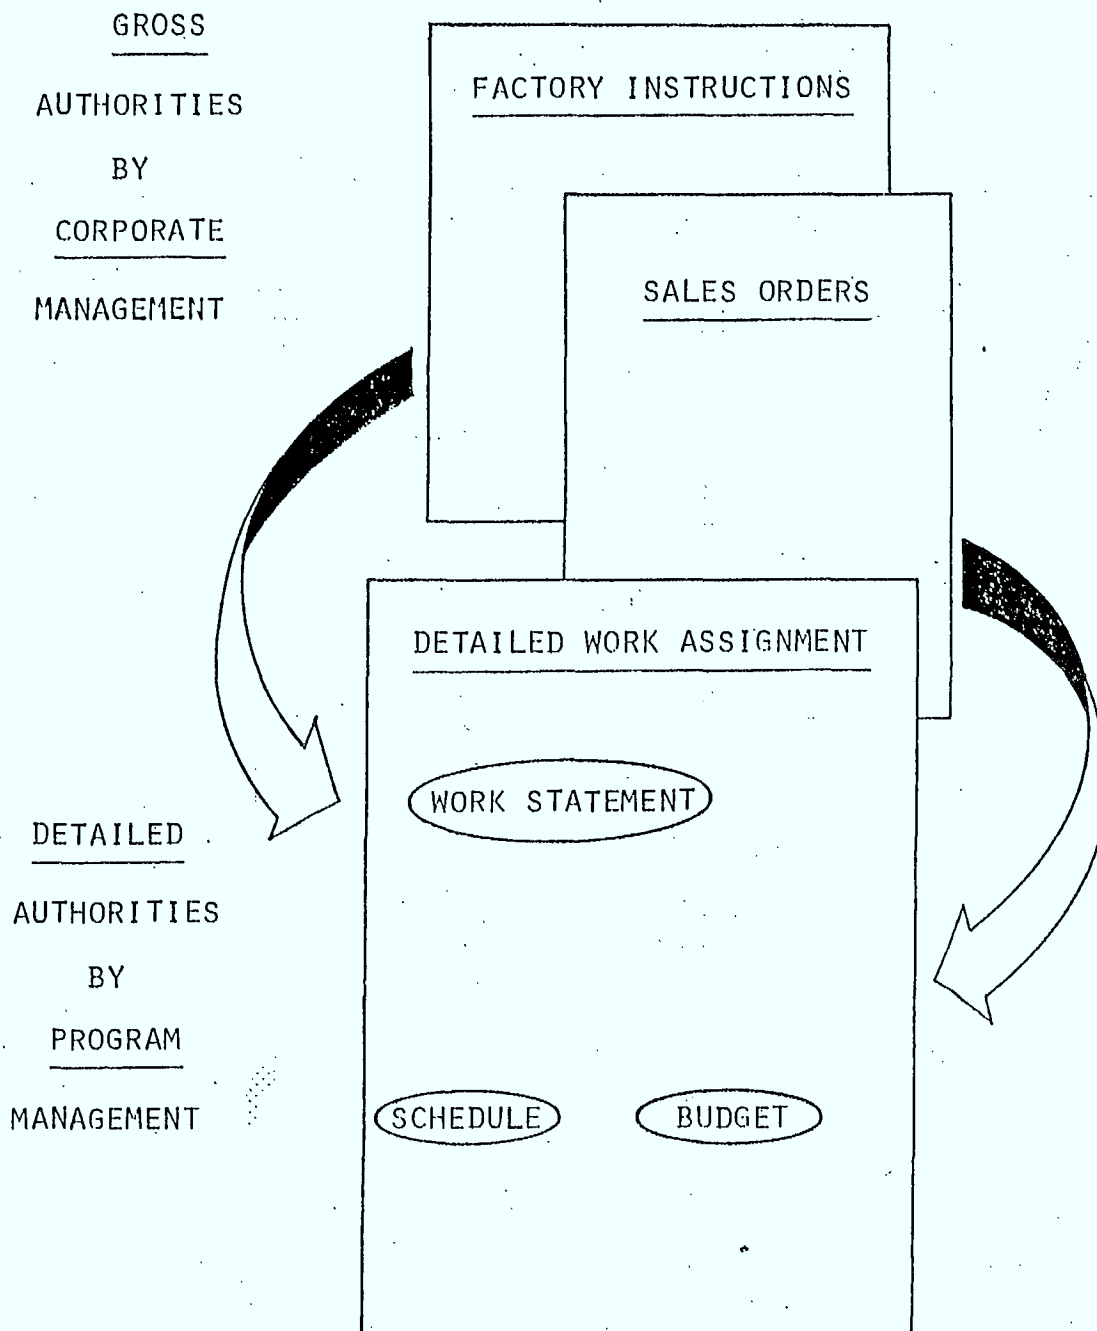 GROSS
AUTHORITIES
BY
CORPORATE
MANAGEMENT
FACTORY INSTRUCTIONS
SALES ORDERS
DETAILED WORK ASSIGNMENT
WORK STATEMENT
DETAILED
AUTHORITIES
BY
PROGRAM
MANAGEMENT
SCHEDULE
BUDGET